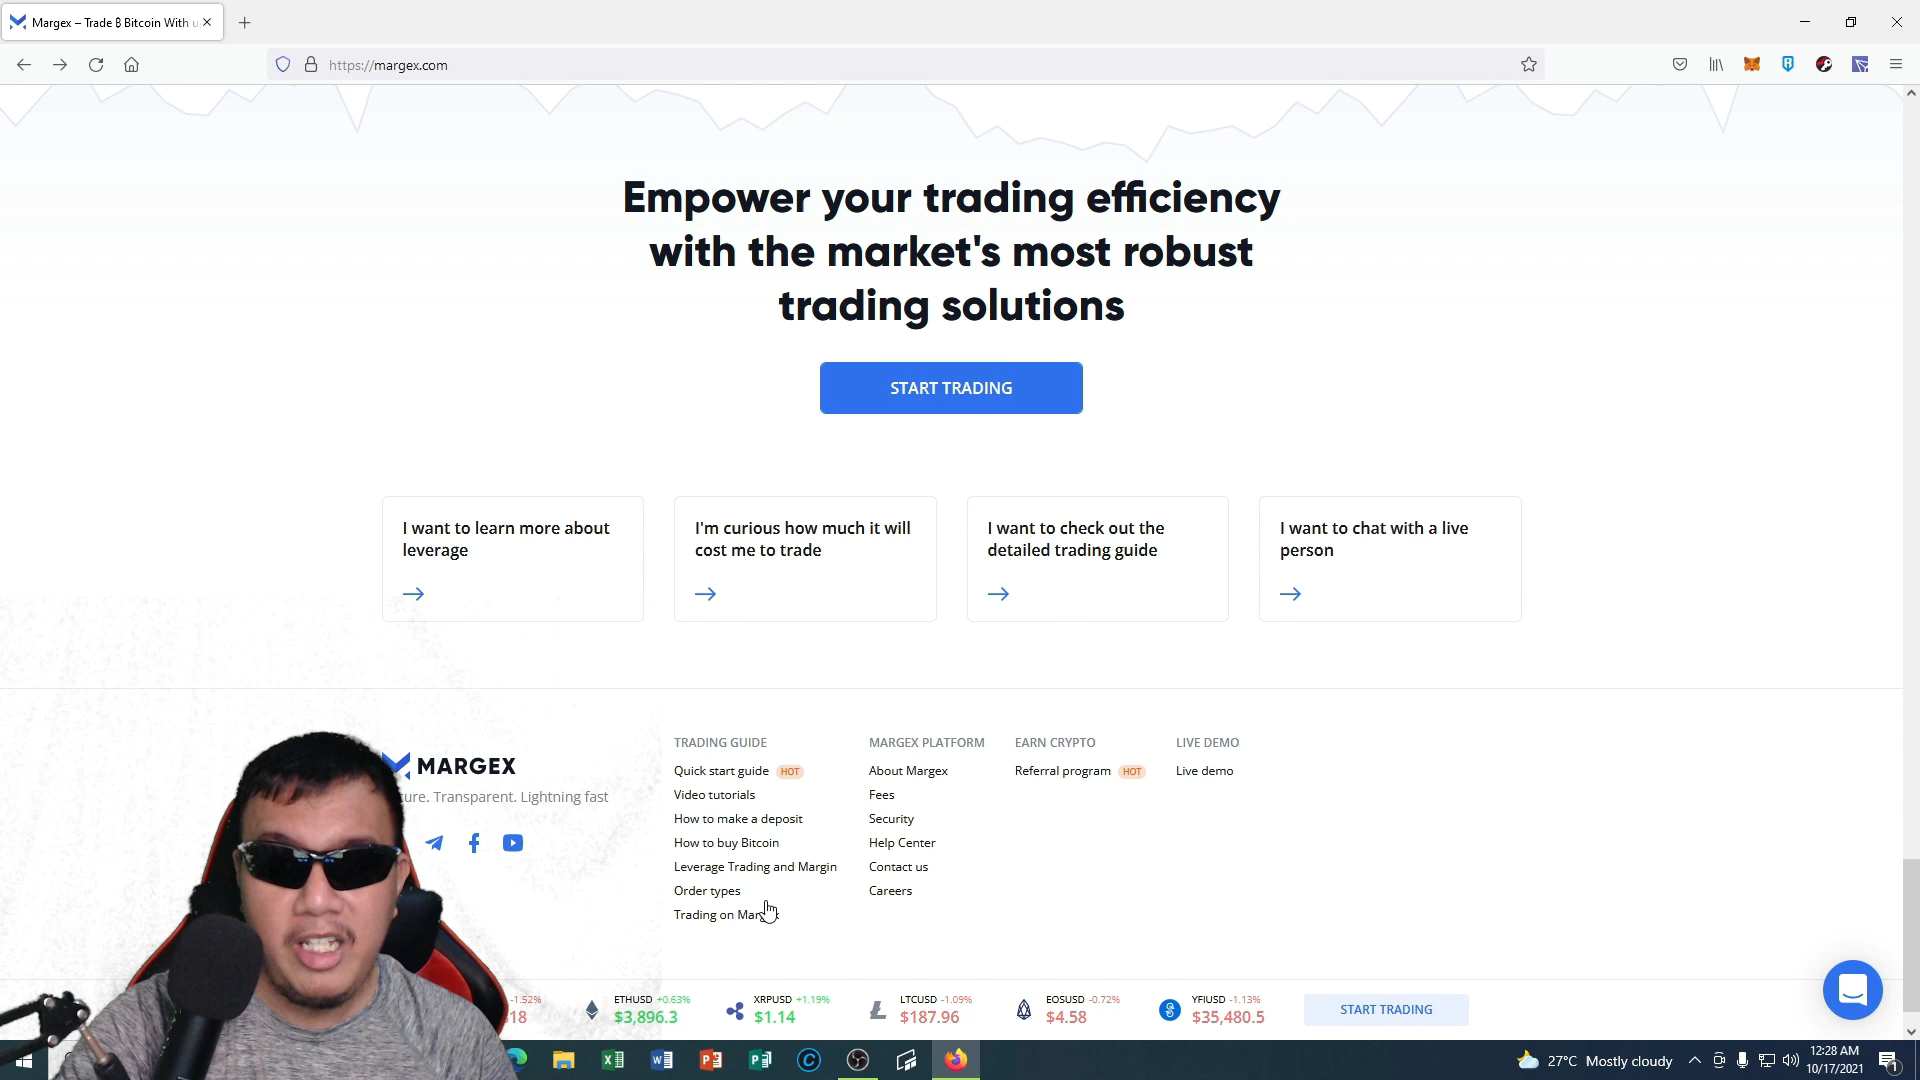 Margex – Trade ₿ Bitcoin With u
https://margex.com
Empower your trading efficiency
with the market's most robust
trading solutions
START TRADING
I want to learn more about
leverage
I'm curious how much it will
cost me to trade
I want to check out the
detailed trading guide
I want to chat with a live
person
MARGEX
Transparent. Lightning fast
TRADING GUIDE
Quick start guide HOT
Video tutorials
How to make a deposit
How to buy Bitcoin
Leverage Trading and Margin
Order types
Trading on
MARGEX PLATFORM
About Margex
Fees
Security
Help Center
Contact us
Careers
EARN CRYPTO
Referral program HOT
LIVE DEMO
Live demo
-1.52%
ETHUSD +0.63%
$3,896.3
XRPUSD +1.19%
$1.14
LTCUSD -1.09%
$187.96
EOSUSD -0.72%
$4.58
YFIUSD -1.13%
$35,480.5
START TRADING
27°C Mostly cloudy
12:28 AM
10/17/2021
1